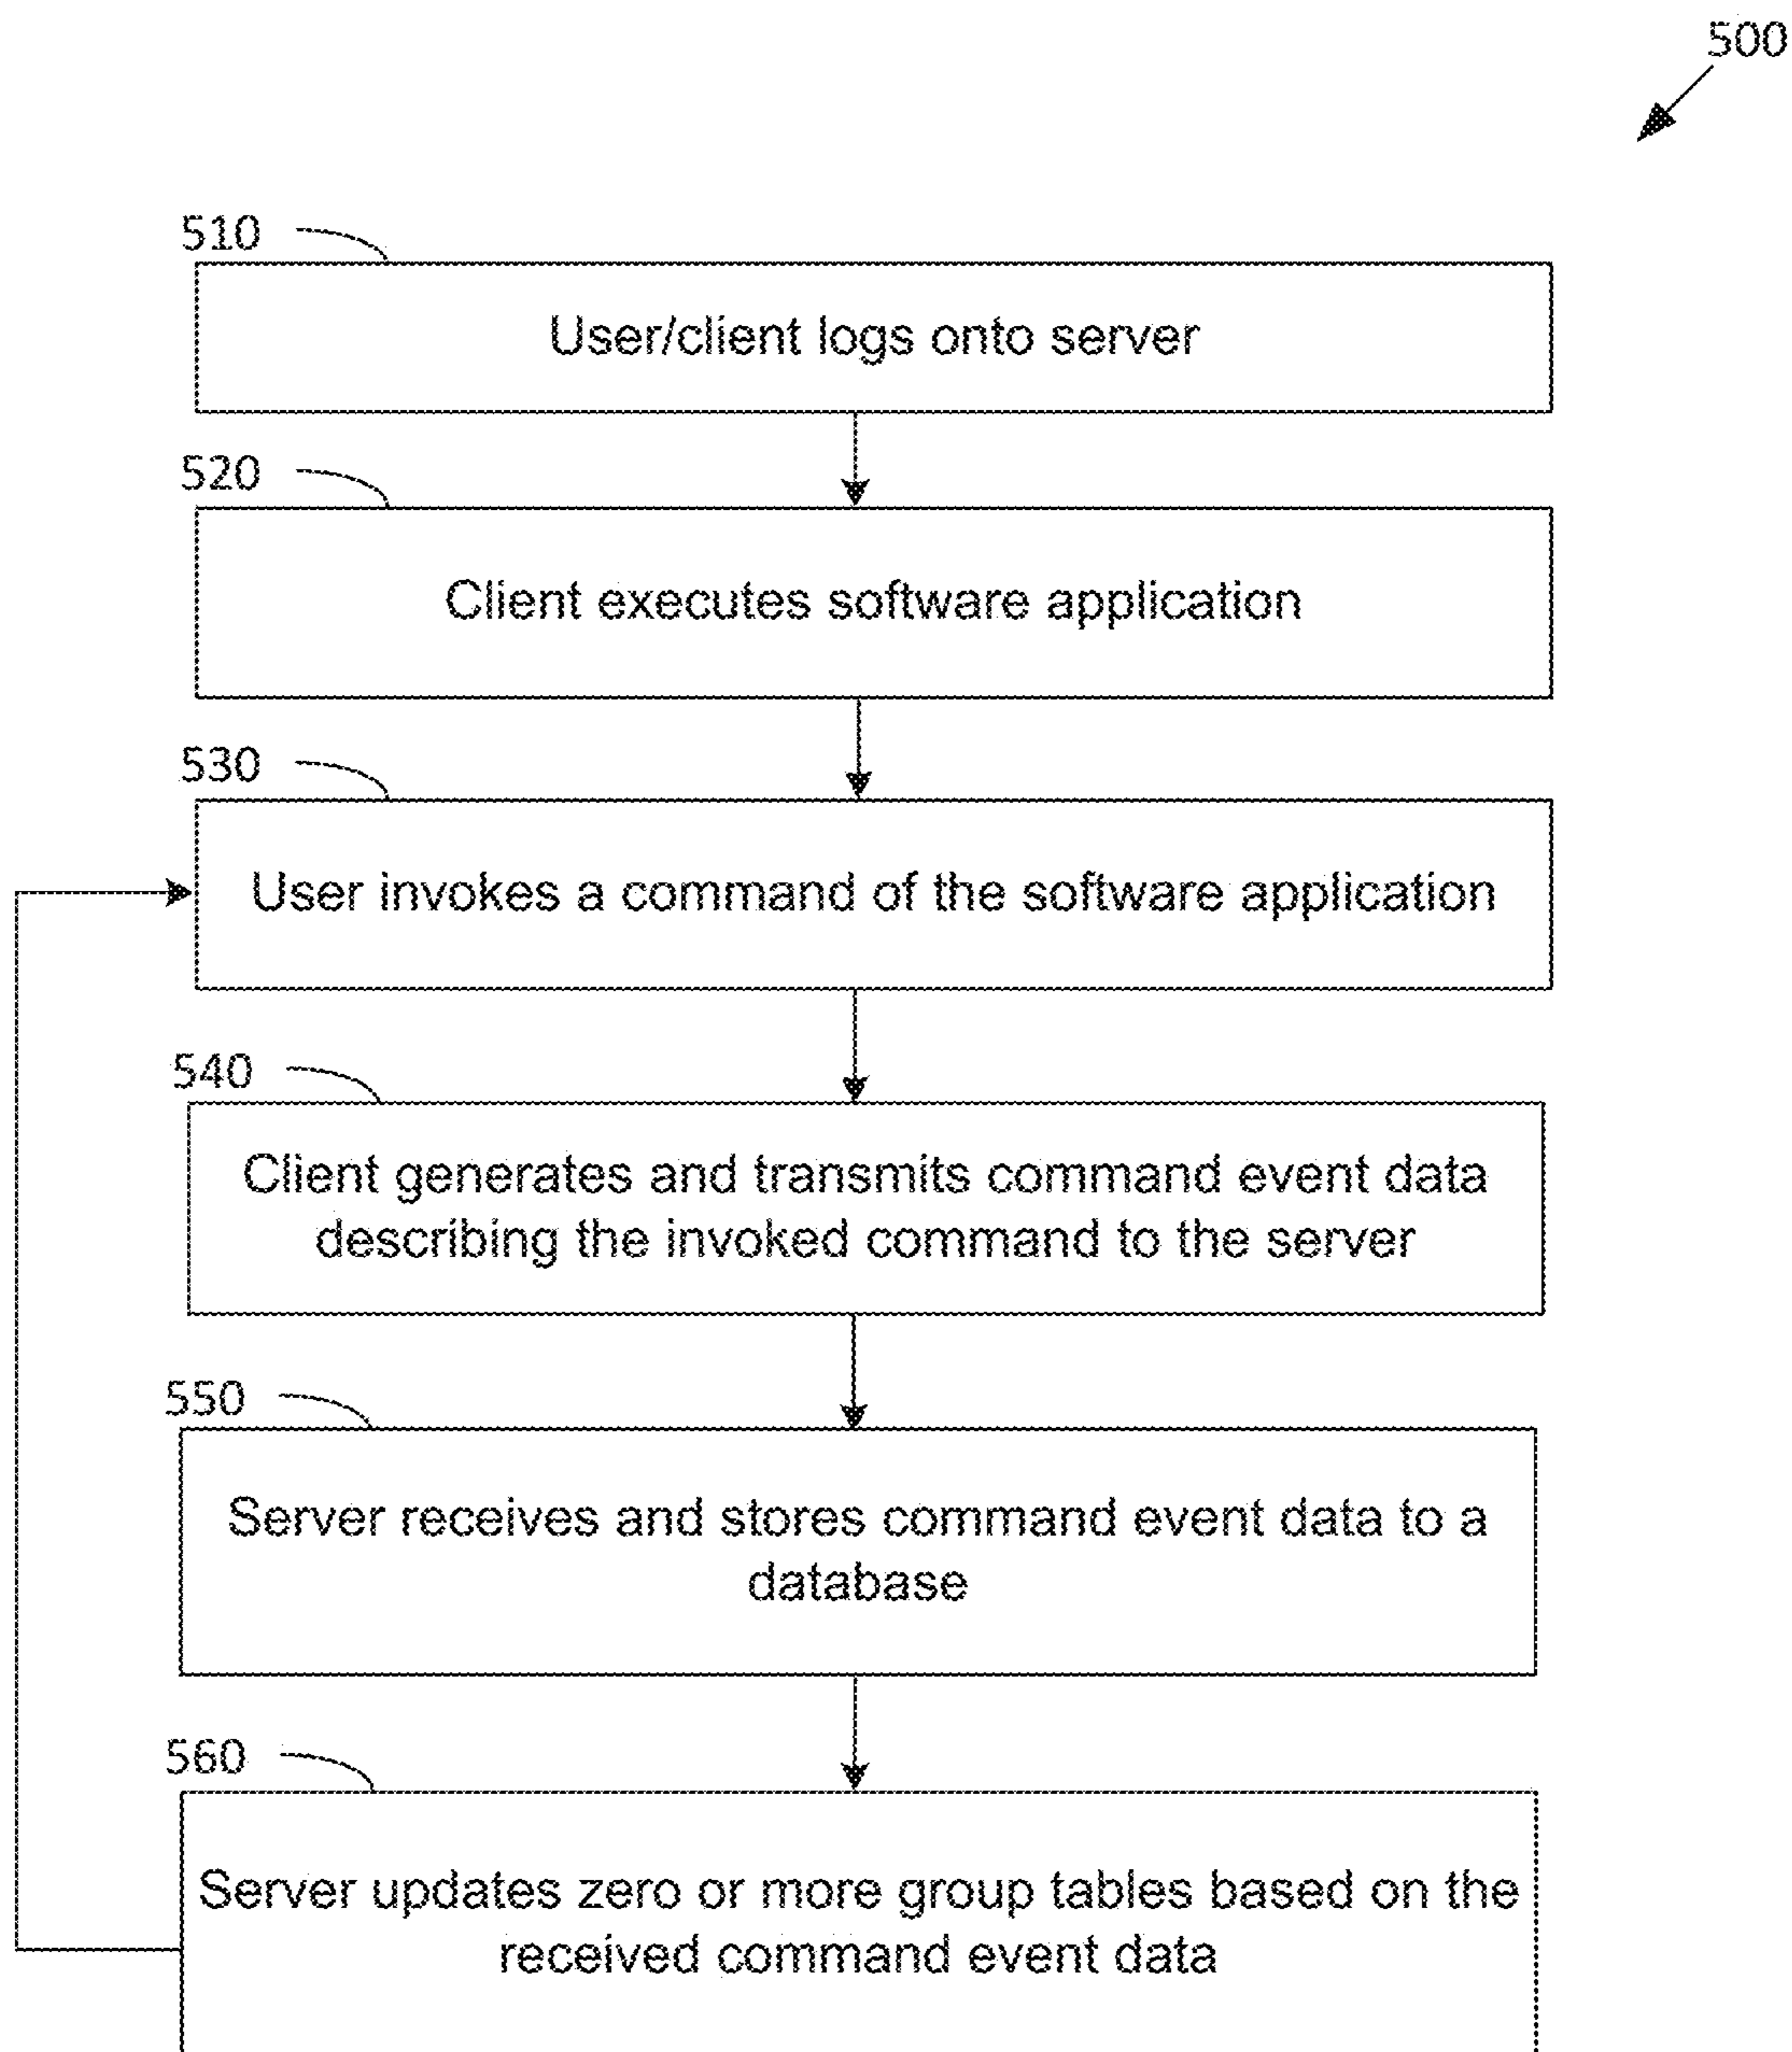 500
510
User/client logs onto server
520
Client executes software application
530
User invokes a command of the software application
540
Client generates and transmits command event data
describing the invoked command to the server
550
Server receives and stores command event data to a
database
560
Server updates zero or more group tables based on the
received command event data